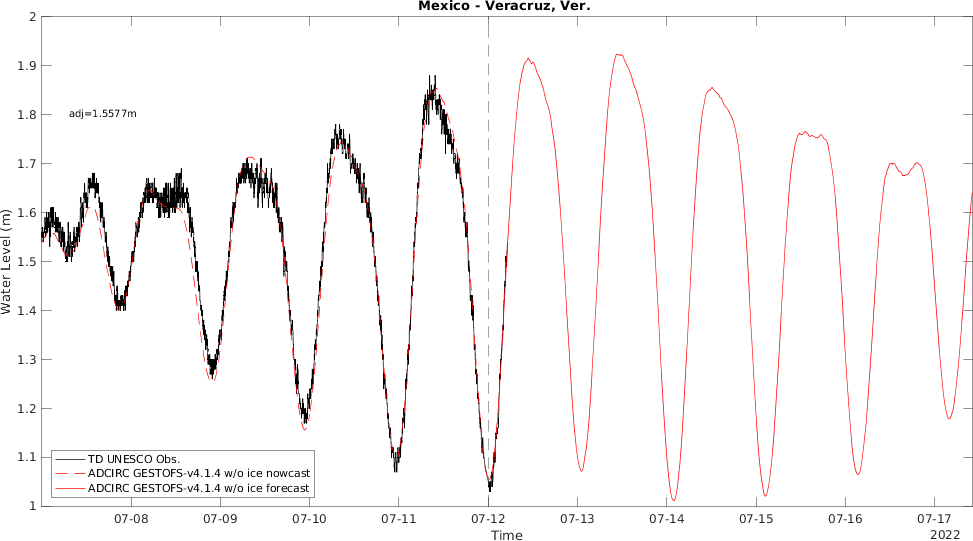 Mexico - Veracruz, Ver.
2
1.9
1.8
1.7
1.6
1.5
1.4
1.3
1.2
1.1
1
Water Level (m)
adj=1.5577m
TD UNESCO Obs.
ADCIRC GESTOFS-v4.1.4 w/o ice nowcast
ADCIRC GESTOFS-v4.1.4 w/o ice forecast
07-08 07-09 07-10 07-11 07-12 07-13 07-14 07-15 07-16 07-17
Time
2022